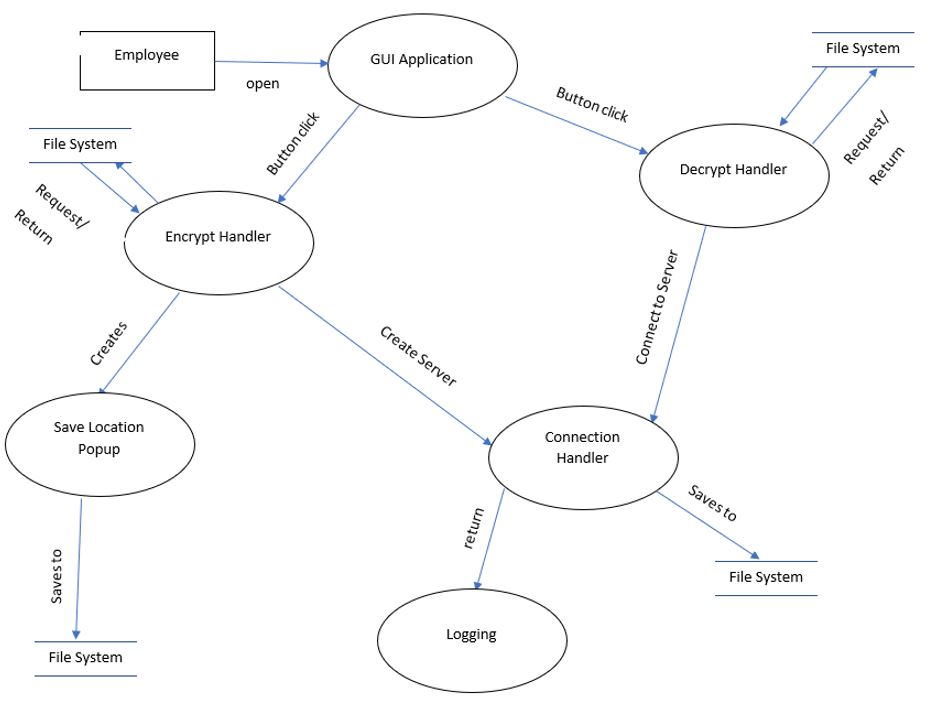 Employee
open
GUI Application
File System
Button click
Button click
Request/
Return
File System
Request/
Return
Decrypt Handler
Encrypt Handler
Creates
Create Server
Connect to Server
Save Location
Popup
Connection
Handler
Saves to
return
Saves to
File System
Logging
File System